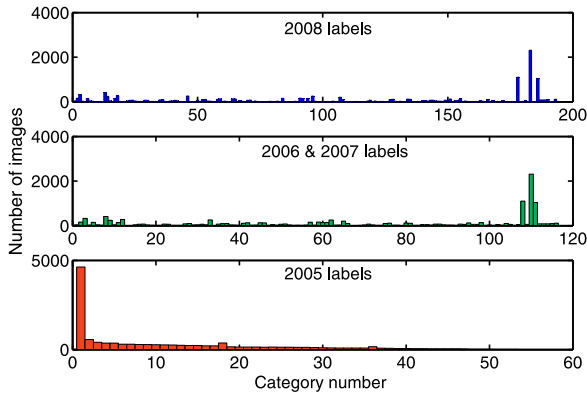 4000
2008 labels
2000
0
0 50 100 150 200
Number of images
4000
2006 & 2007 labels
2000
0
0 20 40 60 80 100 120
5000
2005 labels
0
0 10 20 30 40 50 60
Category number